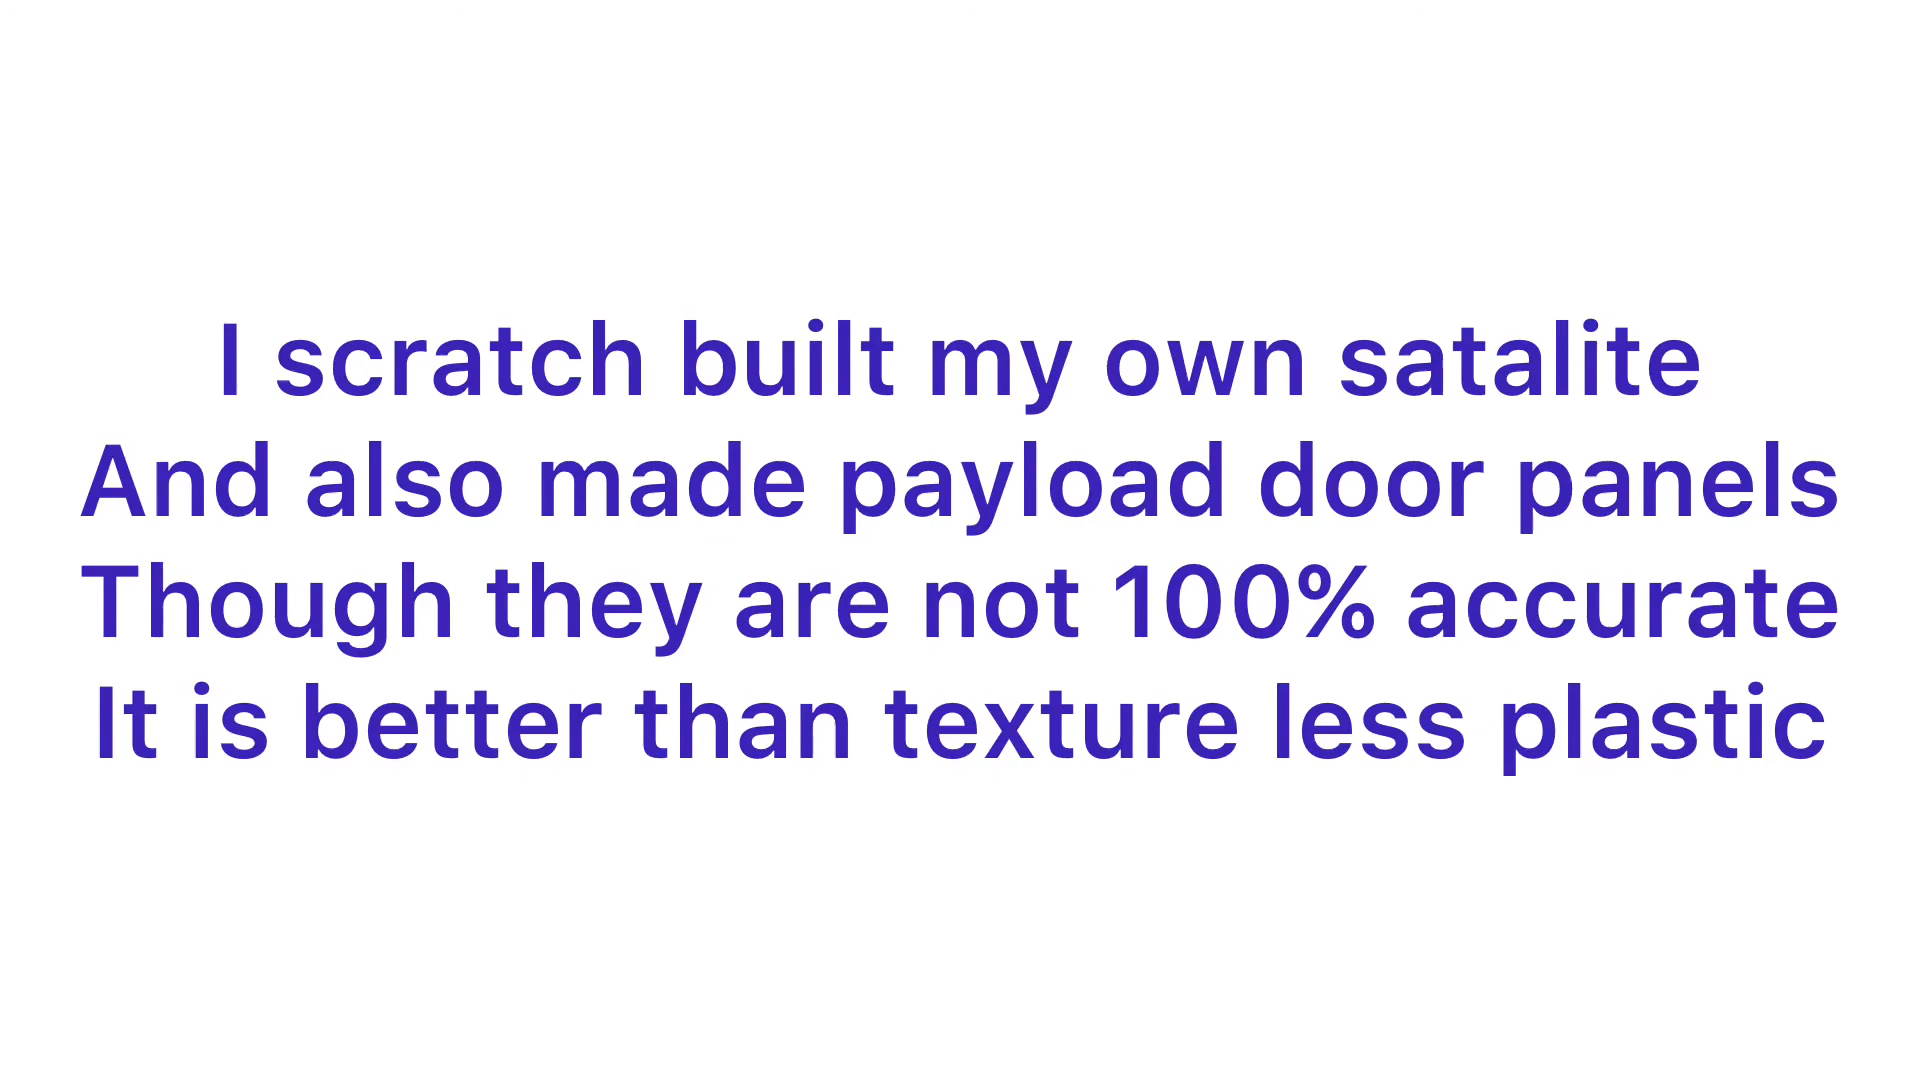 I scratch built my own satalite
And also made payload door panels
Though they are not 100% accurate
It is better than texture less plastic